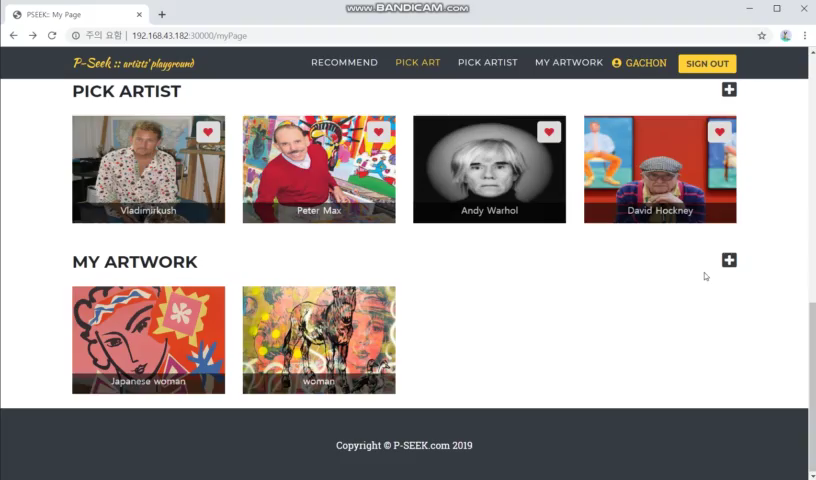 WWW.BANDICAM.COM
PSEEK:: My Page
주의 요함 | 192.168.43.182:30000/myPage
P-Seek :: artists' playground
RECOMMEND PICK ART PICK ARTIST MY ARTWORK GACHON SIGN OUT
PICK ARTIST
Vladimirkush Peter Max Andy Warhol David Hockney
MY ARTWORK
Japanese woman woman
Copyright © P-SEEK.com 2019